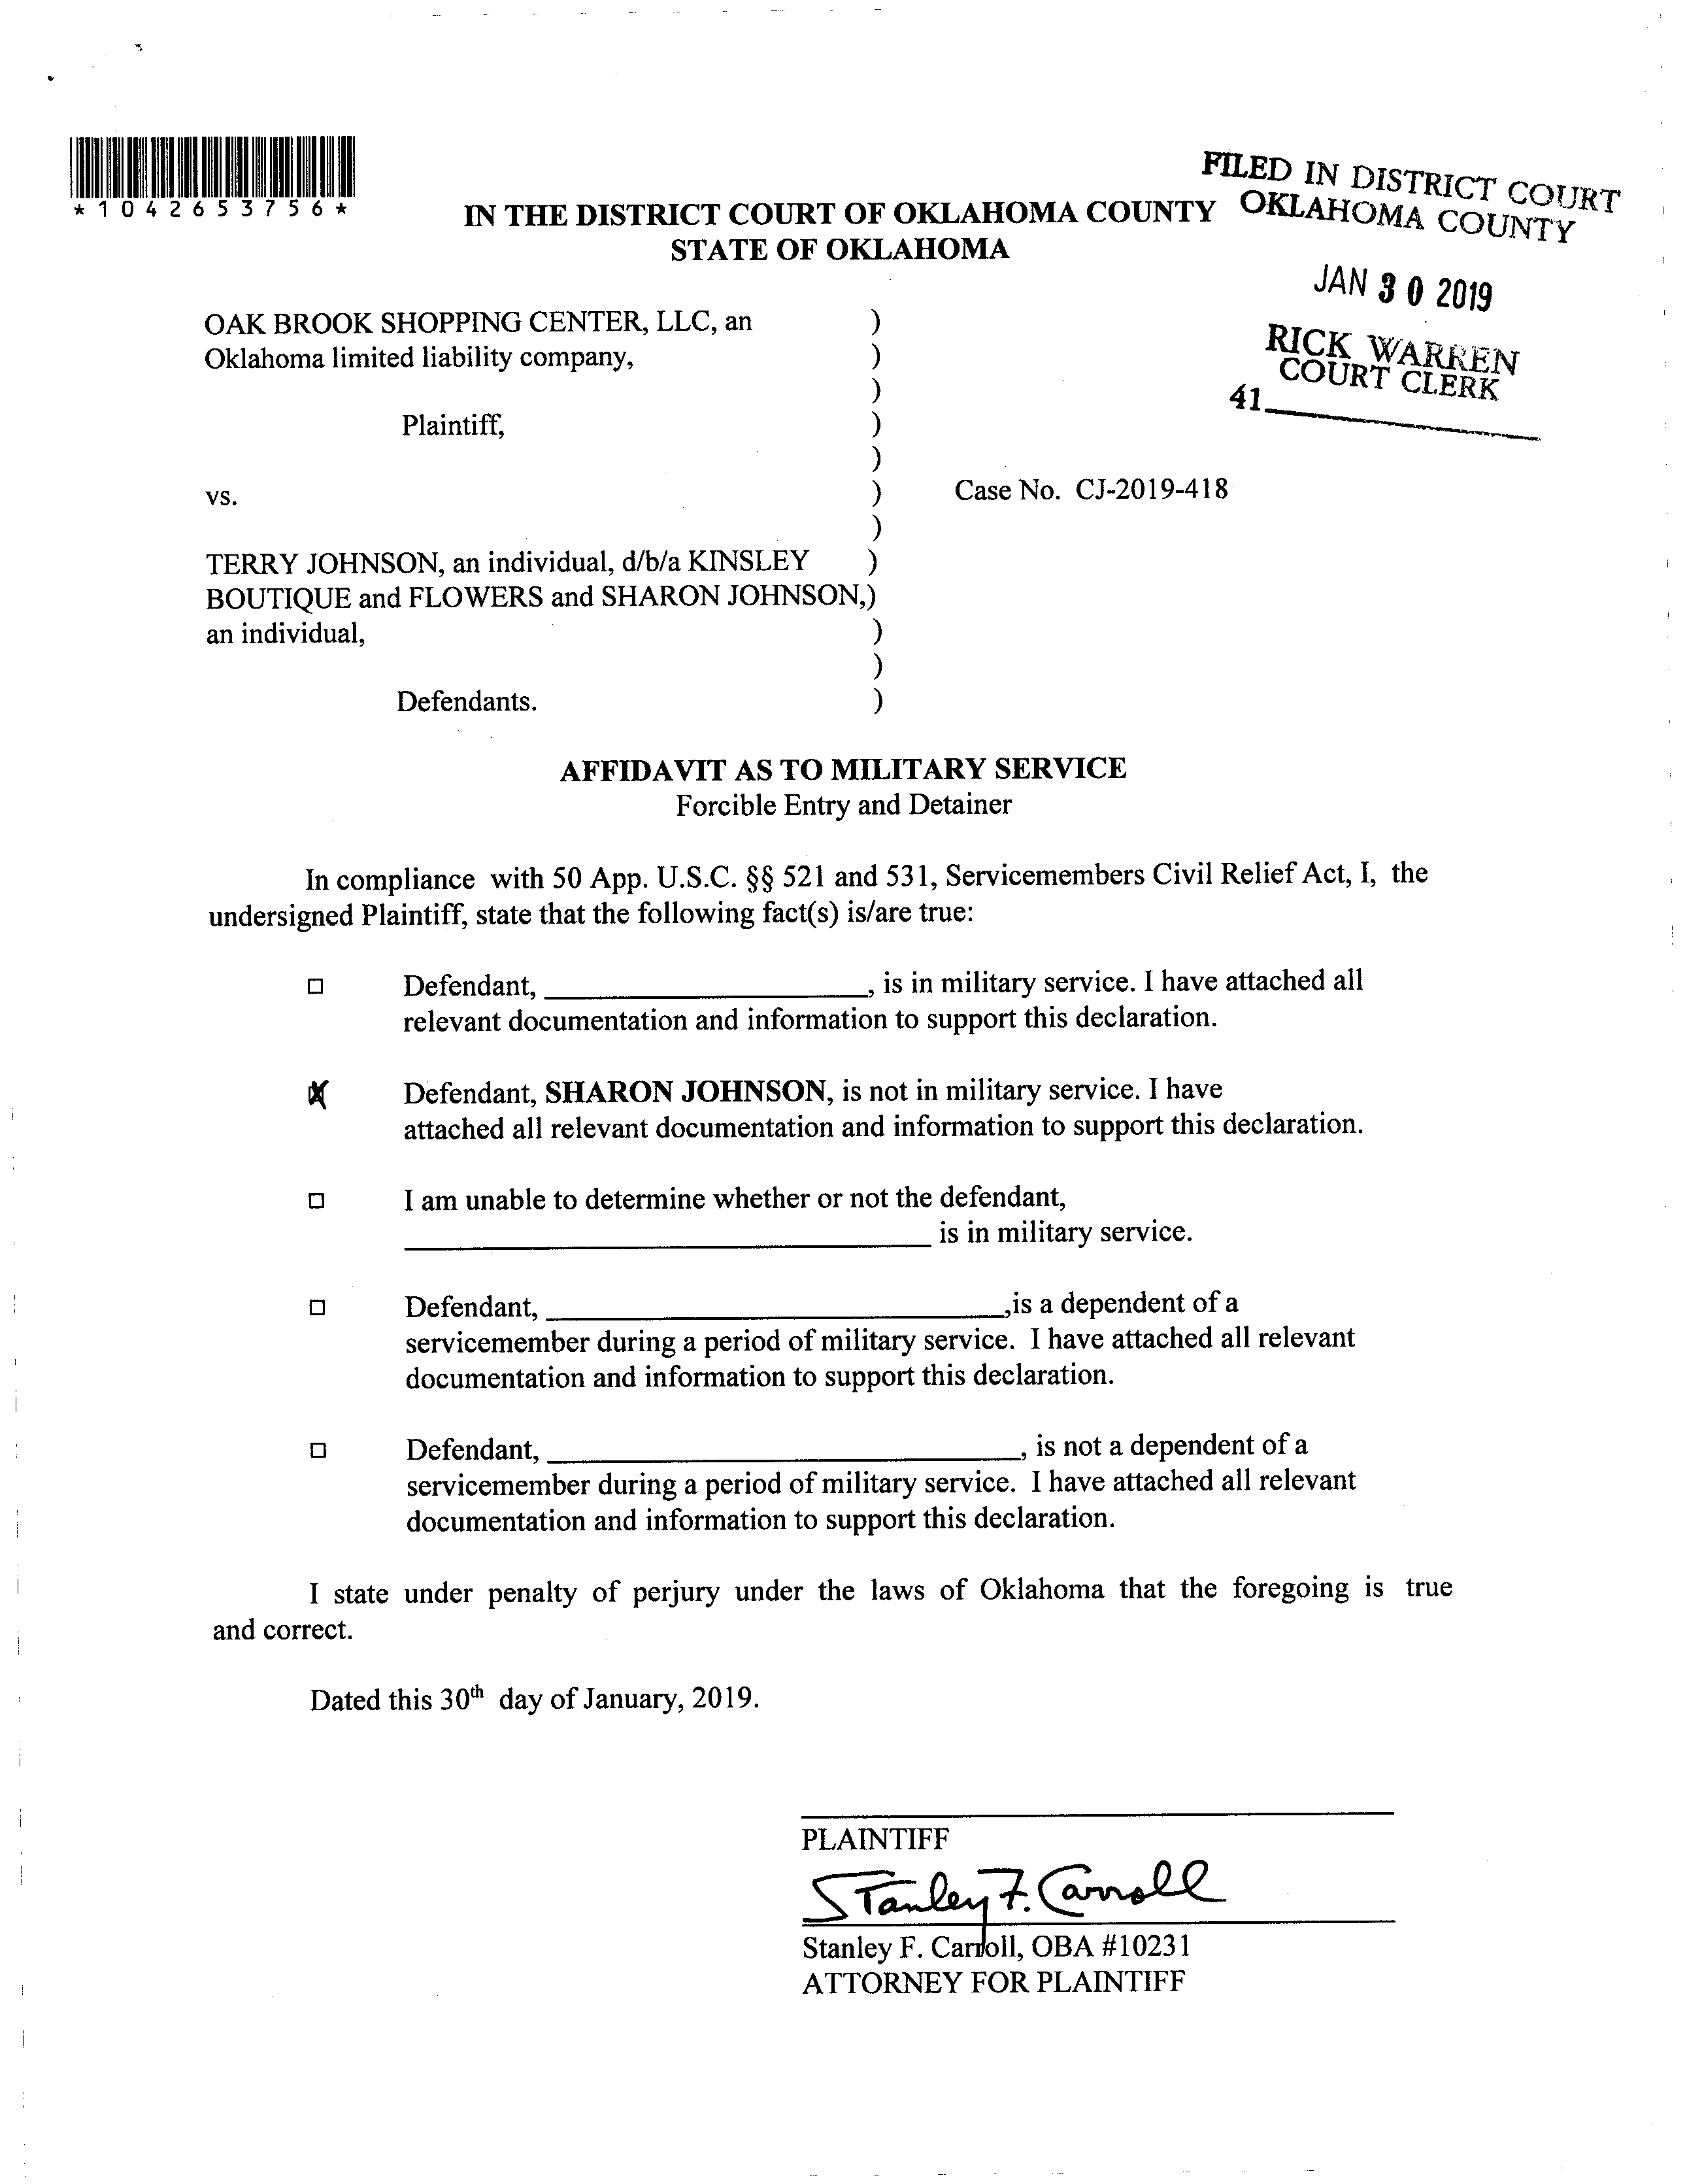 *1042653756*
FILED IN DISTRICT COURT
OKLAHOMA COUNTY
IN THE DISTRICT COURT OF OKLAHOMA COUNTY
STATE OF OKLAHOMA
JAN 30 2019
RICK WARREN
COURT CLERK
41
OAK BROOK SHOPPING CENTER, LLC, an )
Oklahoma limited liability company, )
)
Plaintiff, )
)
vs. ) Case No. CJ-2019-418
)
TERRY JOHNSON, an individual, d/b/a KINSLEY )
BOUTIQUE and FLOWERS and SHARON JOHNSON,)
an individual, )
)
Defendants. )
AFFIDAVIT AS TO MILITARY SERVICE
Forcible Entry and Detainer
In compliance with 50 App. U.S.C. §§ 521 and 531, Servicemembers Civil Relief Act, I, the
undersigned Plaintiff, state that the following fact(s) is/are true:
☐ Defendant, ____________________, is in military service. I have attached all
relevant documentation and information to support this declaration.
☒ Defendant, SHARON JOHNSON, is not in military service. I have
attached all relevant documentation and information to support this declaration.
☐ I am unable to determine whether or not the defendant,
____________________ is in military service.
☐ Defendant, ____________________,is a dependent of a
servicemember during a period of military service. I have attached all relevant
documentation and information to support this declaration.
☐ Defendant, ____________________, is not a dependent of a
servicemember during a period of military service. I have attached all relevant
documentation and information to support this declaration.
I state under penalty of perjury under the laws of Oklahoma that the foregoing is true
and correct.
Dated this 30th day of January, 2019.
PLAINTIFF
Stanley F. Carroll
Stanley F. Carroll, OBA #10231
ATTORNEY FOR PLAINTIFF